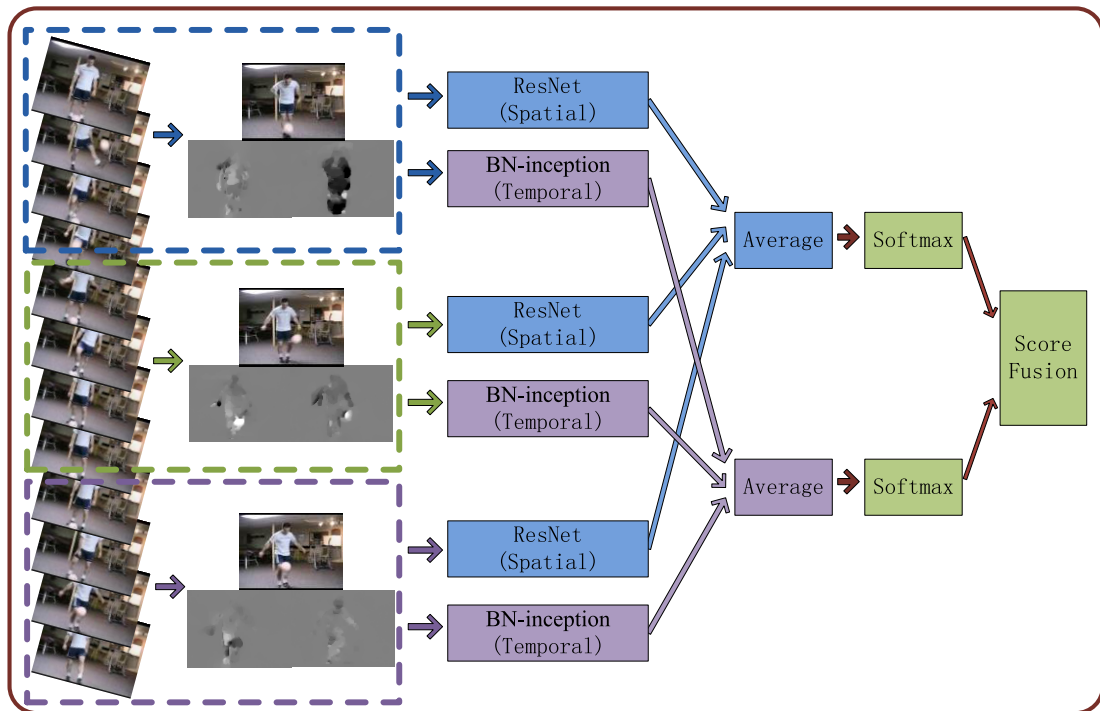 ResNet
(Spatial)
BN-inception
(Temporal)
Average
Softmax
ResNet
(Spatial)
Score
Fusion
BN-inception
(Temporal)
Average
Softmax
ResNet
(Spatial)
BN-inception
(Temporal)